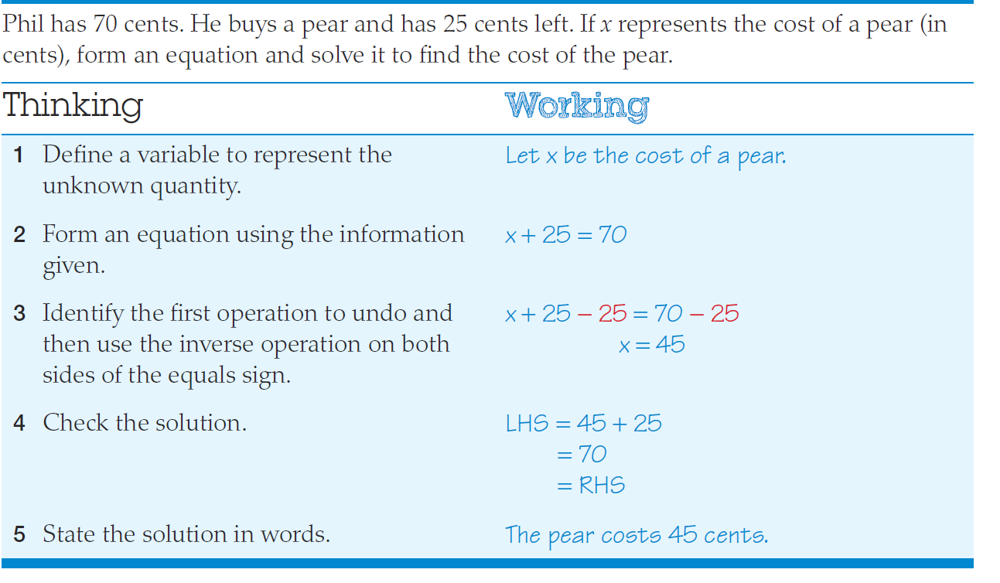 Phil has 70 cents. He buys a pear and has 25 cents left. If x represents the cost of a pear (in
cents), form an equation and solve it to find the cost of the pear.
Thinking
Working
1 Define a variable to represent the
unknown quantity.
Let x be the cost of a pear.
2 Form an equation using the information
given.
x + 25 = 70
3 Identify the first operation to undo and
then use the inverse operation on both
sides of the equals sign.
x + 25 – 25 = 70 – 25
x = 45
4 Check the solution.
LHS = 45 + 25
= 70
= RHS
5 State the solution in words.
The pear costs 45 cents.